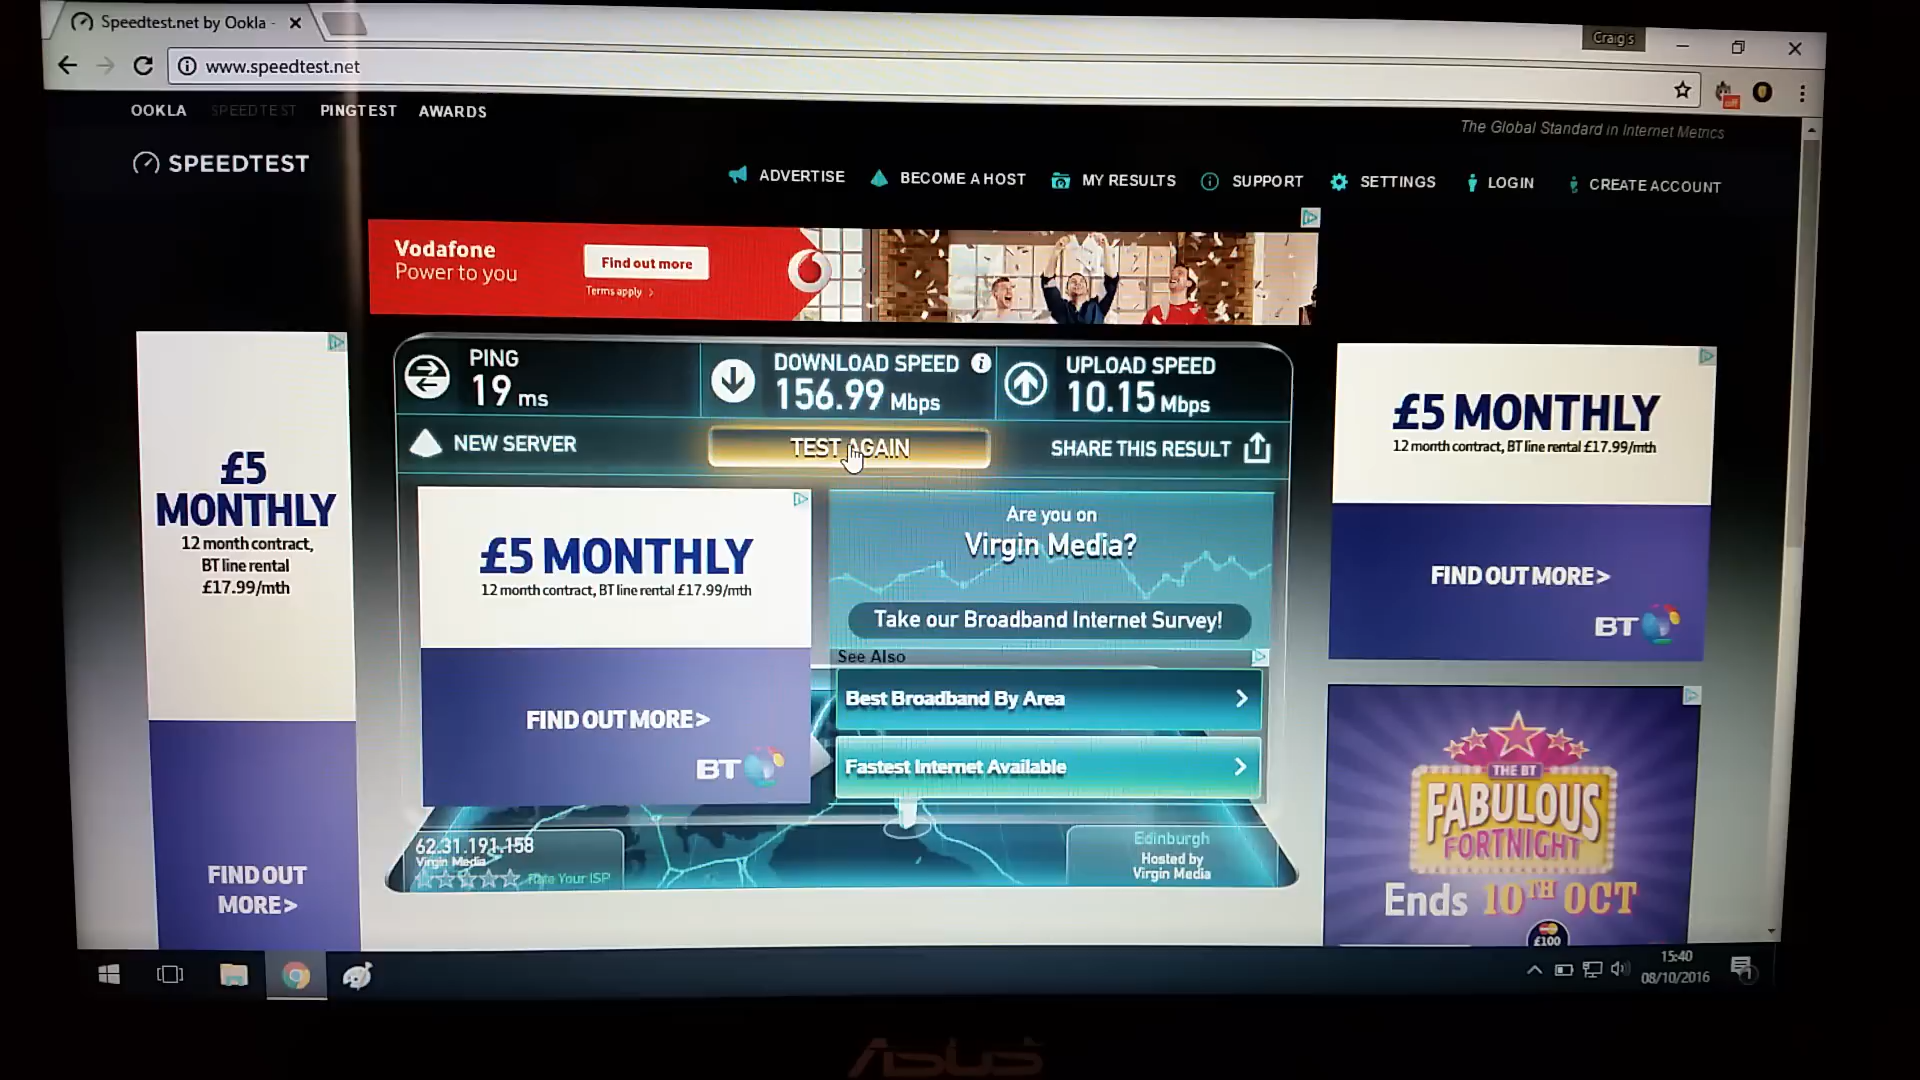 Speedtest.net by Ookla -
Craig's
www.speedtest.net
OOKLA SPEEDTEST PINGTEST AWARDS
The Global Standard in Internet Metrics
SPEEDTEST
ADVERTISE BECOME A HOST MY RESULTS SUPPORT SETTINGS LOGIN CREATE ACCOUNT
Vodafone
Power to you
Find out more
Terms apply >
PING
19 ms
DOWNLOAD SPEED
156.99 Mbps
UPLOAD SPEED
10.15 Mbps
NEW SERVER
TEST AGAIN
SHARE THIS RESULT
£5
MONTHLY
12 month contract,
BT line rental
£17.99/mth
FIND OUT
MORE>
£5 MONTHLY
12 month contract, BT line rental £17.99/mth
FIND OUT MORE>
BT
Are you on
Virgin Media?
Take our Broadband Internet Survey!
See Also
Best Broadband By Area
Fastest Internet Available
£5 MONTHLY
12 month contract, BT line rental £17.99/mth
FIND OUT MORE>
BT
THE BT
FABULOUS
FORTNIGHT
Ends 10TH OCT
£100
62.31.191.158
Virgin Media
Rate Your ISP
Edinburgh
Hosted by
Virgin Media
off
15:40
08/10/2016
1
ASUS